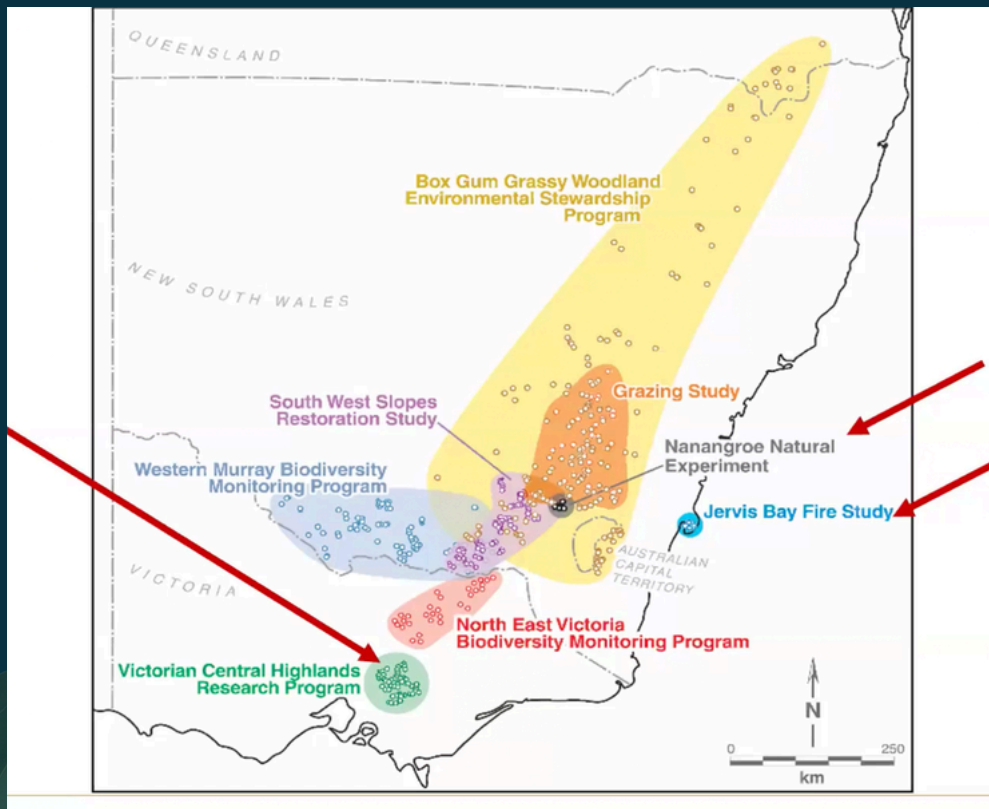 QUEENSLAND
Box Gum Grassy Woodland
Environmental Stewardship
Program
NEW SOUTH WALES
Grazing Study
South West Slopes
Restoration Study
Nanangroe Natural
Experiment
Western Murray Biodiversity
Monitoring Program
Jervis Bay Fire Study
AUSTRALIAN
CAPITAL
TERRITORY
VICTORIA
North East Victoria
Biodiversity Monitoring Program
Victorian Central Highlands
Research Program
N
0 250
km